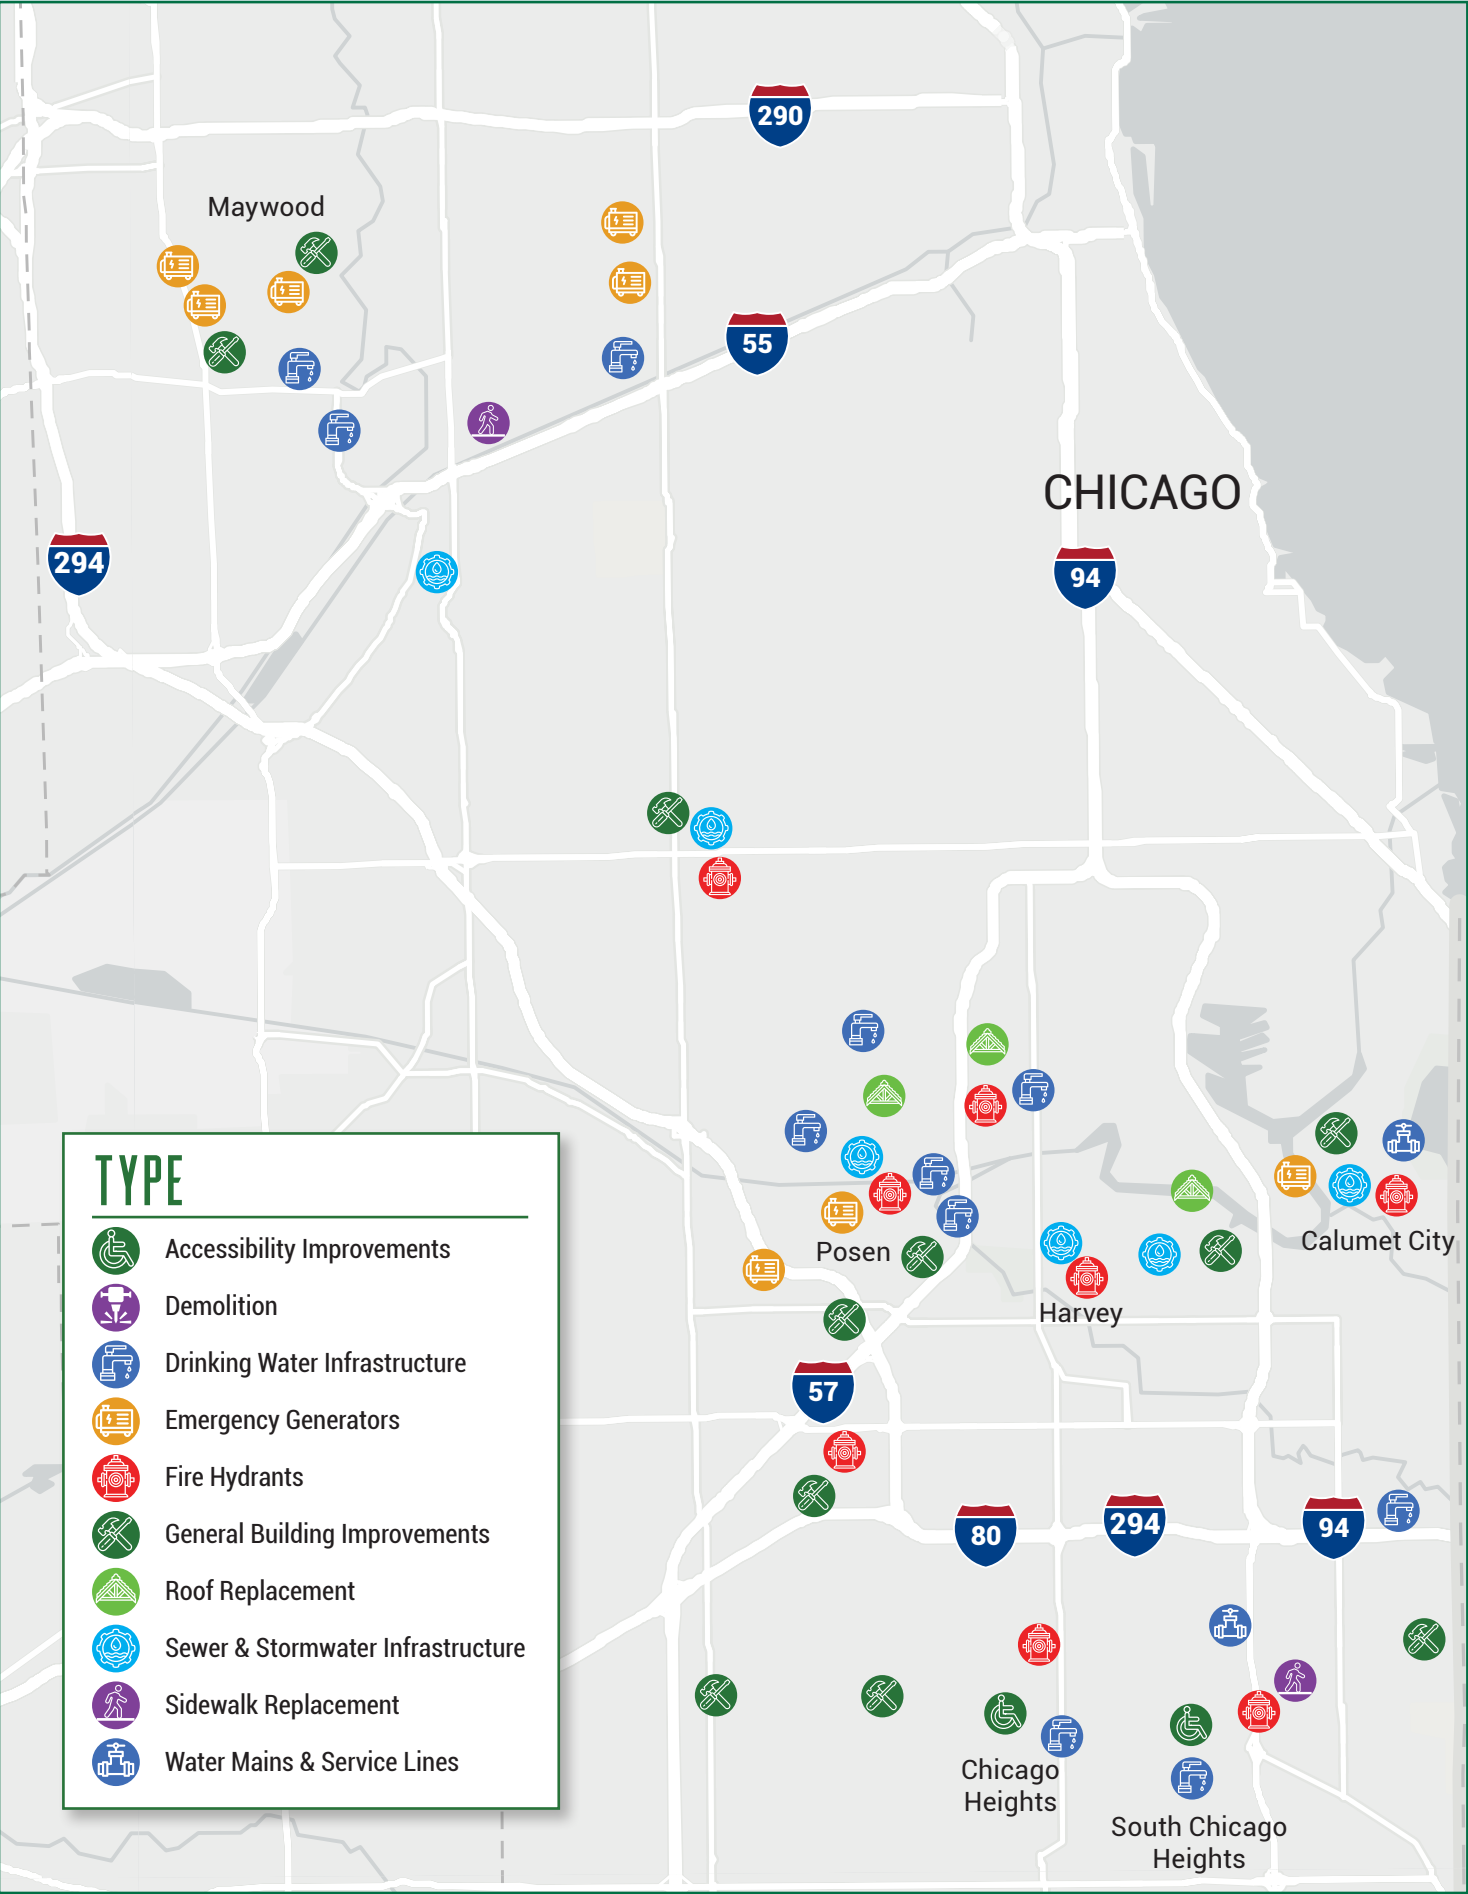 290
Maywood
55
CHICAGO
294
94
Posen
Calumet City
Harvey
57
80
294
94
Chicago
Heights
South Chicago
Heights
TYPE
Accessibility Improvements
Demolition
Drinking Water Infrastructure
Emergency Generators
Fire Hydrants
General Building Improvements
Roof Replacement
Sewer & Stormwater Infrastructure
Sidewalk Replacement
Water Mains & Service Lines